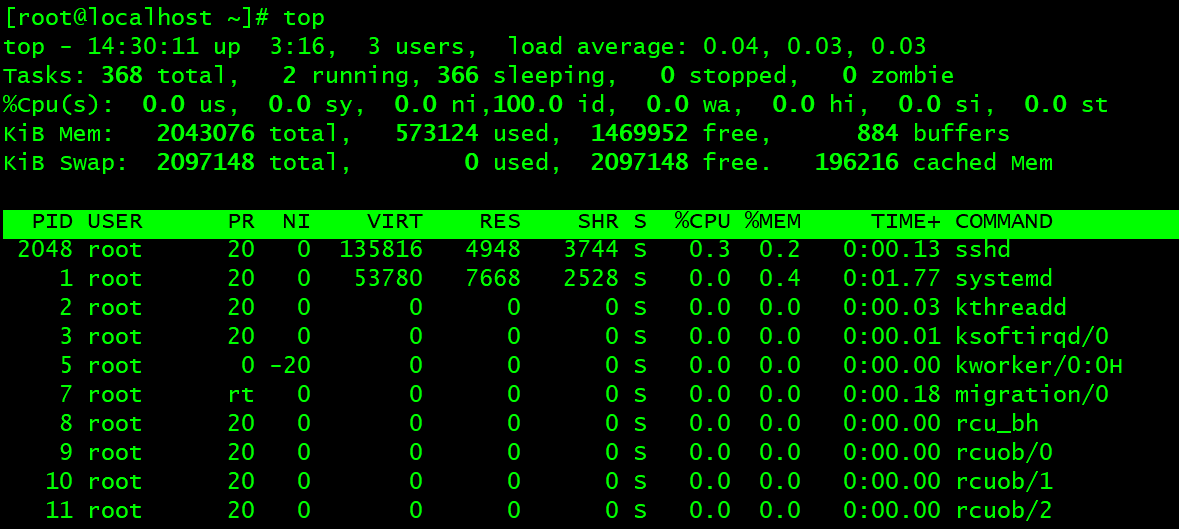 [root@localhost ~]# top
top - 14:30:11 up  3:16,  3 users,  load average: 0.04, 0.03, 0.03
Tasks: 368 total,   2 running, 366 sleeping,   0 stopped,   0 zombie
%Cpu(s):  0.0 us,  0.0 sy,  0.0 ni,100.0 id,  0.0 wa,  0.0 hi,  0.0 si,  0.0 st
KiB Mem:   2043076 total,   573124 used,  1469952 free,      884 buffers
KiB Swap:  2097148 total,        0 used,  2097148 free.   196216 cached Mem
  PID USER      PR  NI    VIRT    RES    SHR S  %CPU %MEM     TIME+ COMMAND
 2048 root      20   0  135816   4948   3744 S   0.3  0.2   0:00.13 sshd
    1 root      20   0   53780   7668   2528 S   0.0  0.4   0:01.77 systemd
    2 root      20   0       0      0      0 S   0.0  0.0   0:00.03 kthreadd
    3 root      20   0       0      0      0 S   0.0  0.0   0:00.01 ksoftirqd/0
    5 root       0 -20       0      0      0 S   0.0  0.0   0:00.00 kworker/0:0H
    7 root      rt   0       0      0      0 S   0.0  0.0   0:00.18 migration/0
    8 root      20   0       0      0      0 S   0.0  0.0   0:00.00 rcu_bh
    9 root      20   0       0      0      0 S   0.0  0.0   0:00.00 rcuob/0
   10 root      20   0       0      0      0 S   0.0  0.0   0:00.00 rcuob/1
   11 root      20   0       0      0      0 S   0.0  0.0   0:00.00 rcuob/2